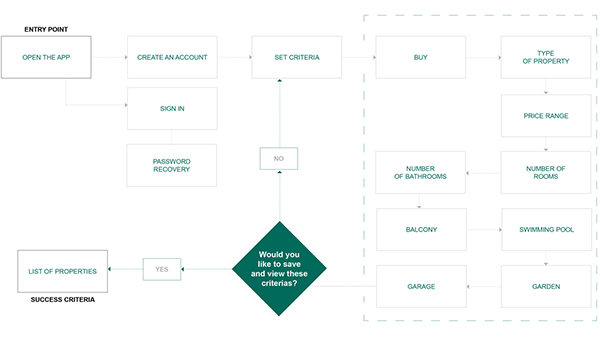 ENTRY POINT
OPEN THE APP
CREATE AN ACCOUNT
SET CRITERIA
BUY
TYPE
OF PROPERTY
SIGN IN
PRICE RANGE
PASSWORD
RECOVERY
NO
NUMBER
OF BATHROOMS
NUMBER OF
ROOMS
BALCONY
SWIMMING POOL
Would you
like to save
and view these
criterias?
YES
LIST OF PROPERTIES
GARAGE
GARDEN
SUCCESS CRITERIA